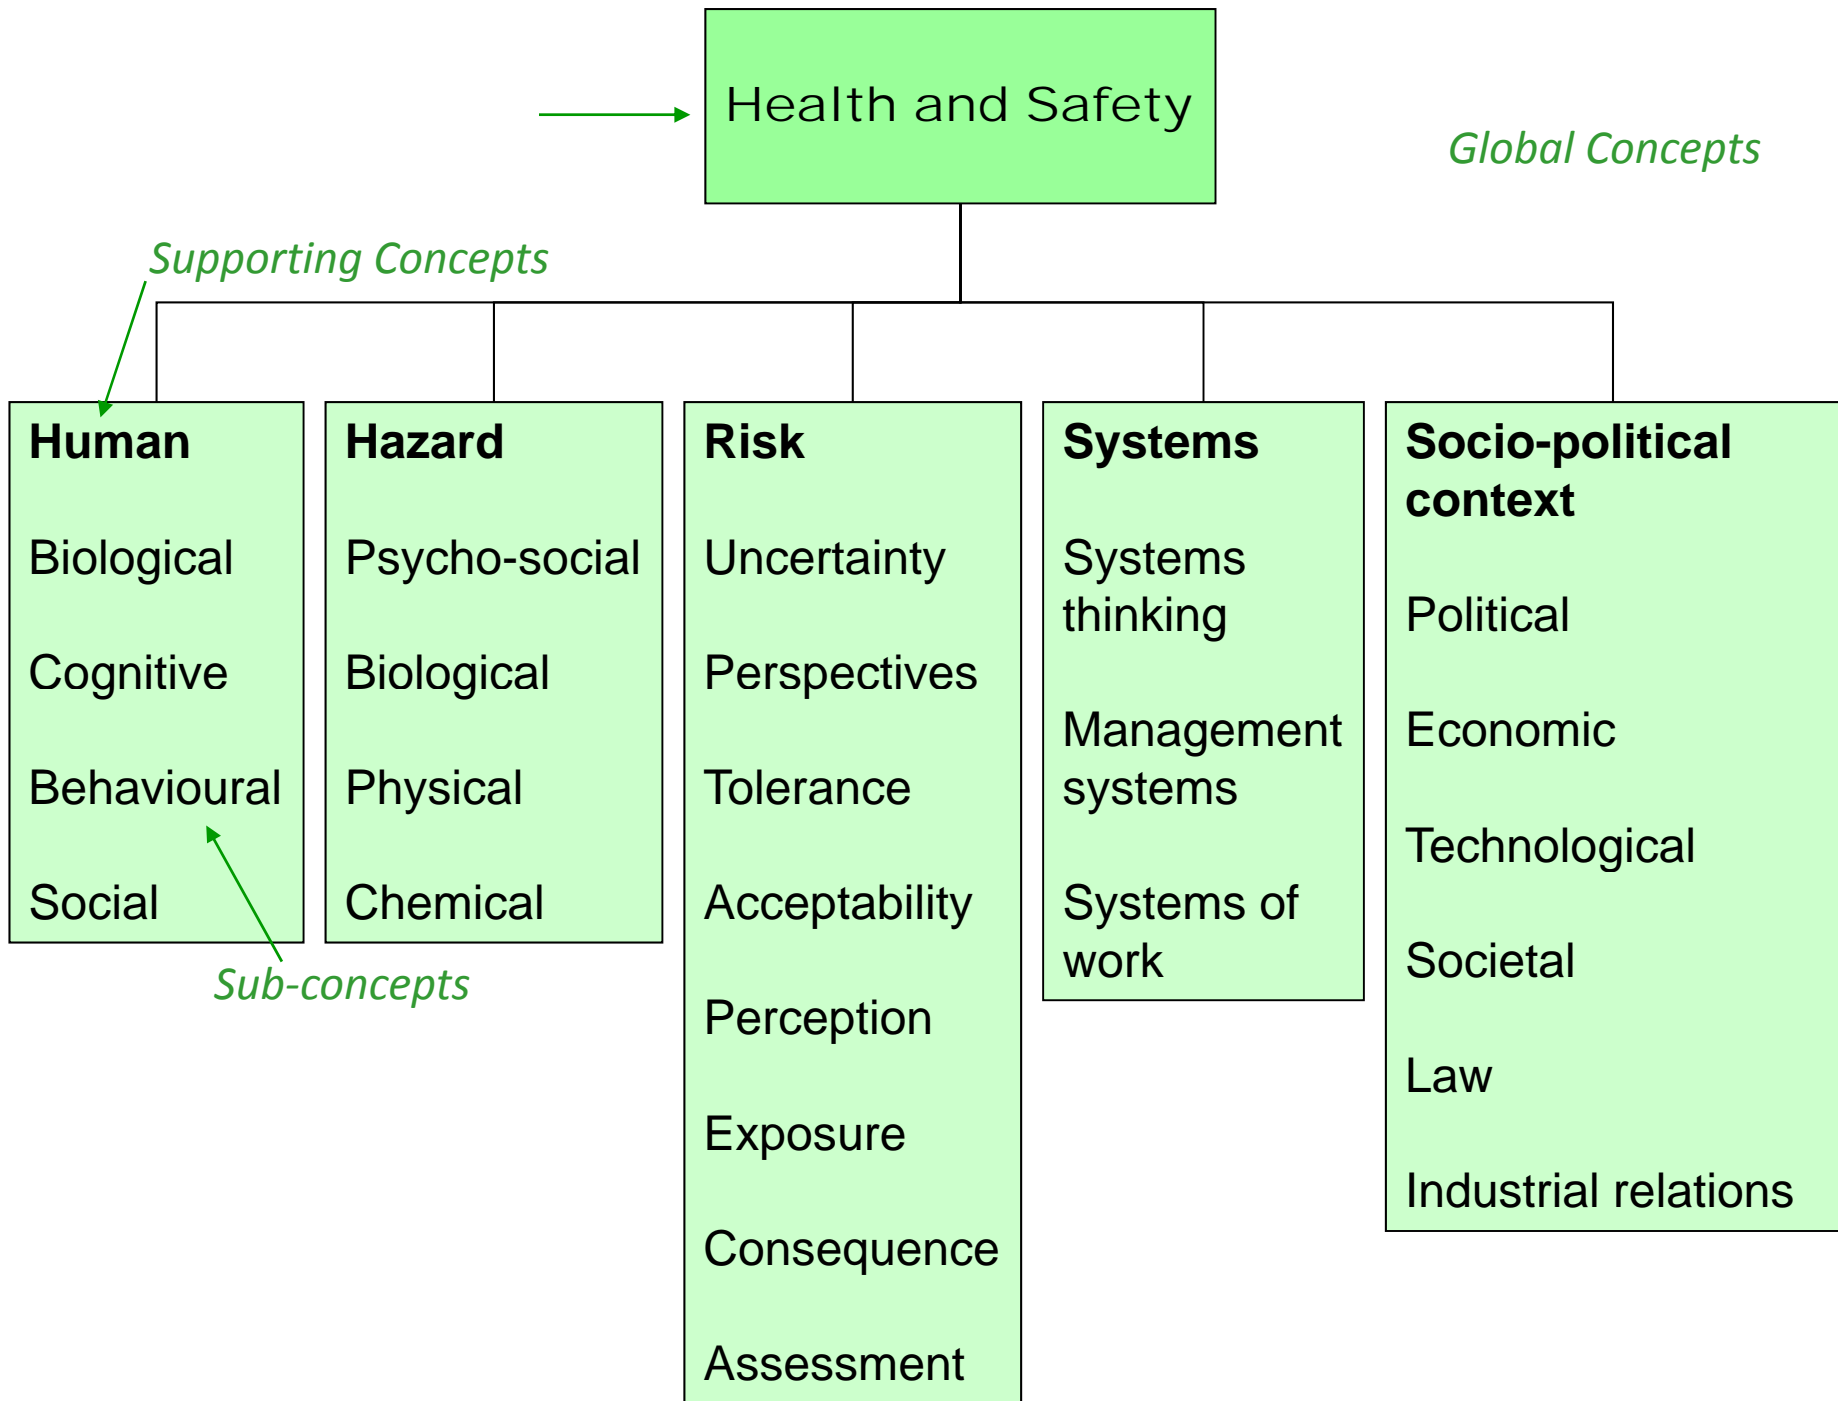 Health and Safety
Global Concepts
Supporting Concepts
Human
Biological
Cognitive
Behavioural
Social
Hazard
Psycho-social
Biological
Physical
Chemical
Risk
Uncertainty
Perspectives
Tolerance
Acceptability
Perception
Exposure
Consequence
Assessment
Systems
Systems
thinking
Management
systems
Systems of
work
Socio-political
context
Political
Economic
Technological
Societal
Law
Industrial relations
Sub-concepts